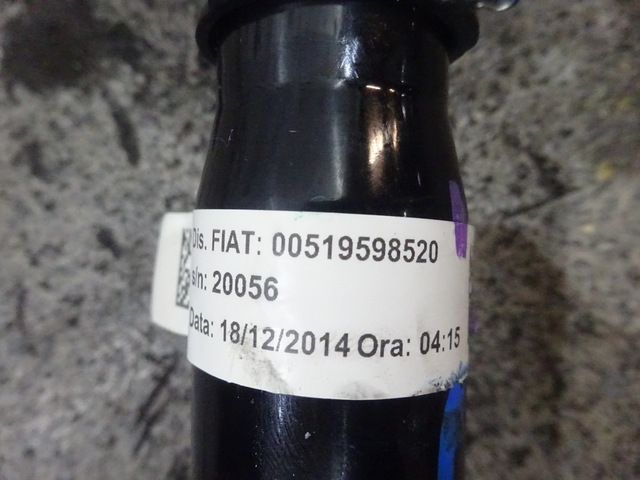 Dis. FIAT: 00519598520
s/n: 20056
Data: 18/12/2014 Ora: 04:15